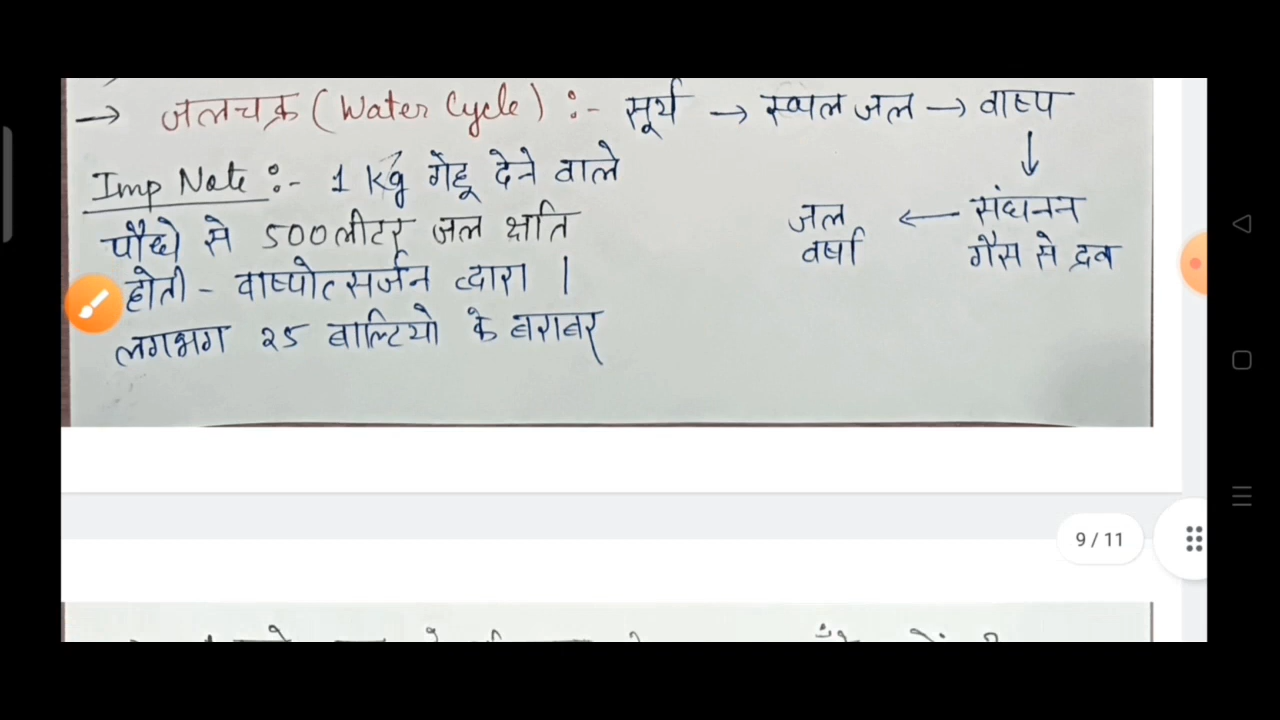 → जलचक्र (Water Cycle) :- सूर्य → स्थल जल → वाष्प
↓
Imp Note :- 1 Kg गेहू देने वाले
पौधो से 500 लीटर जल क्षति
होती - वाष्पोत्सर्जन द्वारा ।
लगभग २५ बाल्टियो के बराबर
जल ← संघनन
वर्षा गैस से द्रव
9 / 11